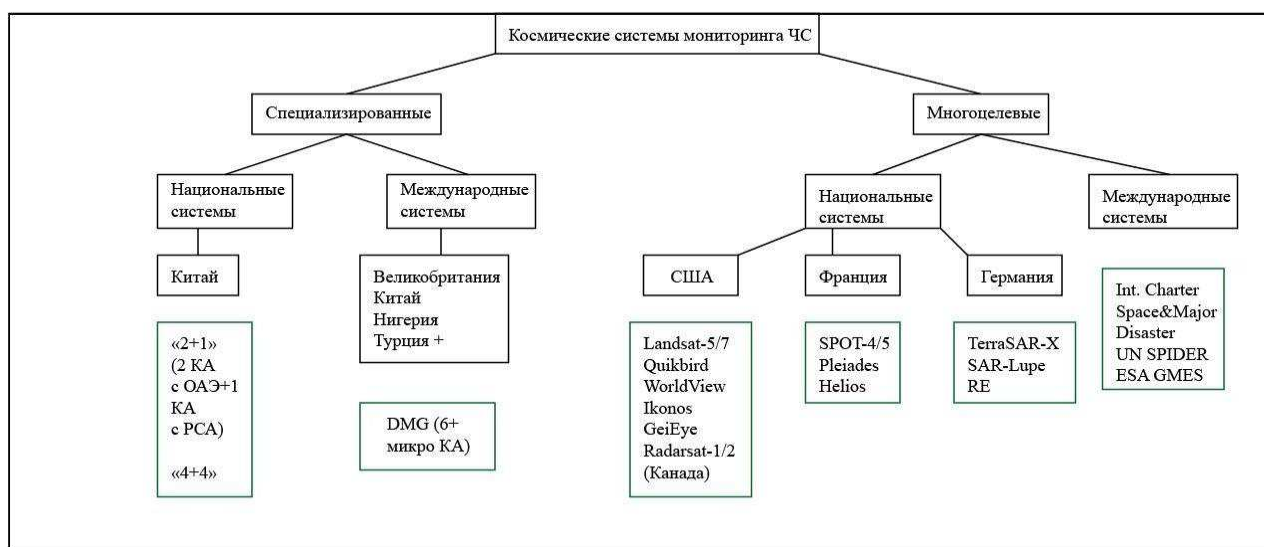 Космические системы мониторинга ЧС
Специализированные
Многоцелевые
Национальные
системы
Международные
системы
Национальные
системы
Международные
системы
Китай
Великобритания
Китай
Нигерия
Турция +
США
Франция
Германия
«2+1»
(2 КА
с ОАЭ+1
КА
с РСА)
«4+4»
DMG (6+
микро КА)
Landsat-5/7
Quikbird
WorldView
Ikonos
GeiEye
Radarsat-1/2
(Канада)
SPOT-4/5
Pleiades
Helios
TerraSAR-X
SAR-Lupe
RE
Int. Charter
Space&Major
Disaster
UN SPIDER
ESA GMES